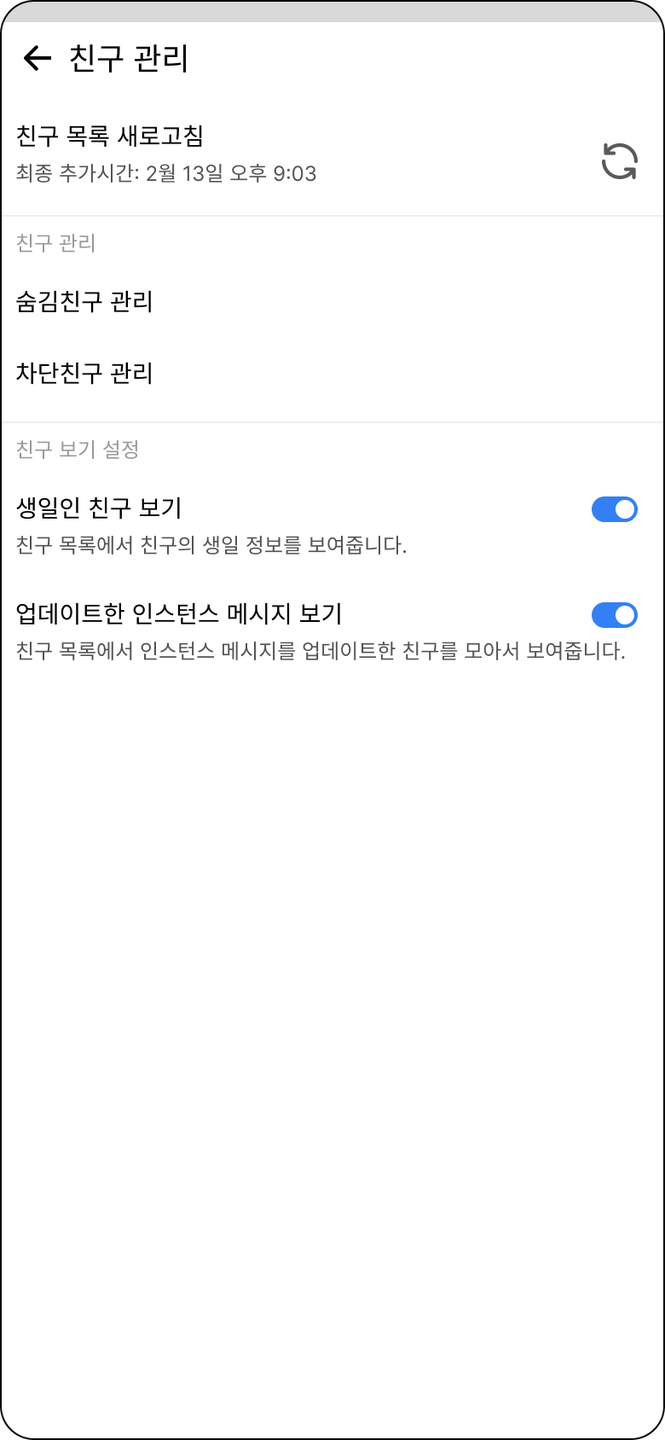 친구 관리
친구 목록 새로고침
최종 추가시간: 2월 13일 오후 9:03
친구 관리
숨김친구 관리
차단친구 관리
친구 보기 설정
생일인 친구 보기
친구 목록에서 친구의 생일 정보를 보여줍니다.
업데이트한 인스턴스 메시지 보기
친구 목록에서 인스턴스 메시지를 업데이트한 친구를 모아서 보여줍니다.